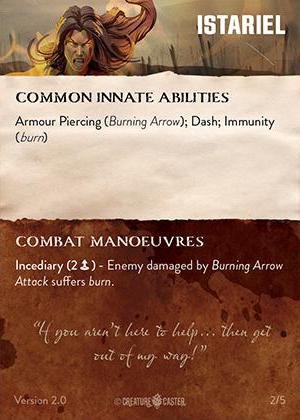 ISTARIEL
COMMON INNATE ABILITIES
Armour Piercing (Burning Arrow); Dash; Immunity
(burn)
COMBAT MANOEUVRES
Incediary (2) - Enemy damaged by Burning Arrow
Attack suffers burn.
"If you aren't here to help... then get
out of my way!"
Version 2.0 © CREATURE CASTER 2/5